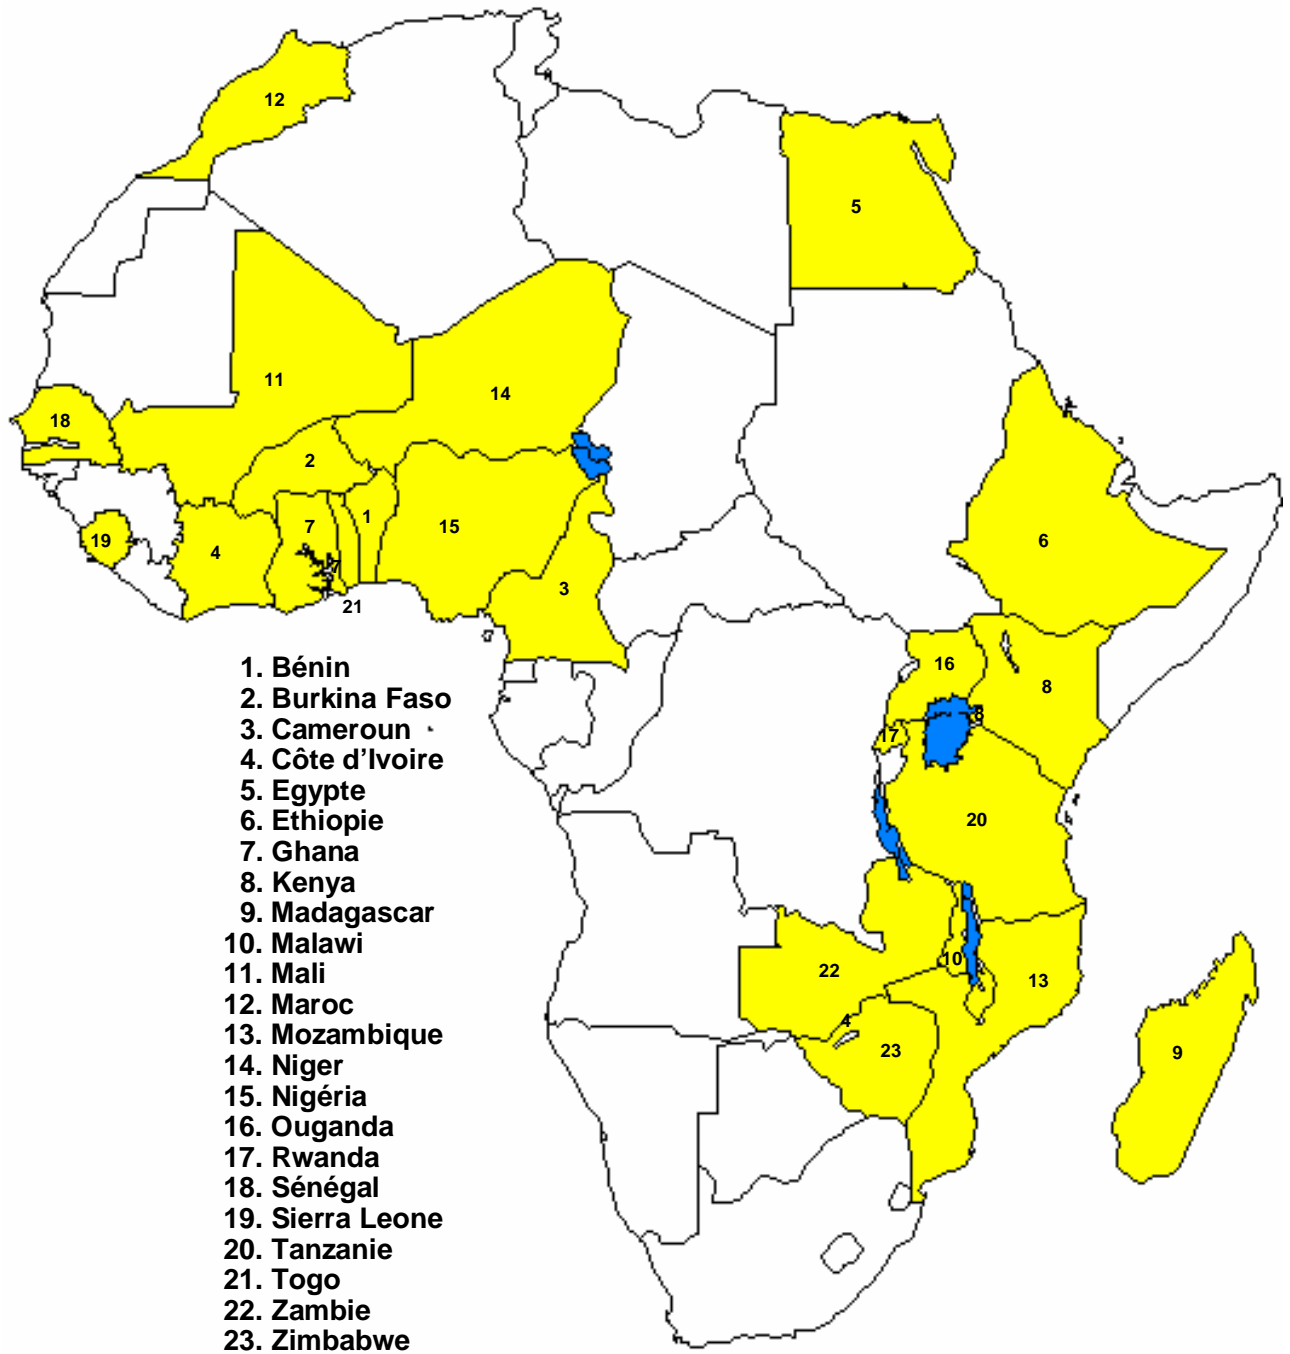 12
5
11
14
18
2
1
15
7
19
4
6
3
7
21
16
8
8
17
20
10
22
13
4
23
9
1. Bénin
2. Burkina Faso
3. Cameroun
4. Côte d’Ivoire
5. Egypte
6. Ethiopie
7. Ghana
8. Kenya
9. Madagascar
10. Malawi
11. Mali
12. Maroc
13. Mozambique
14. Niger
15. Nigéria
16. Ouganda
17. Rwanda
18. Sénégal
19. Sierra Leone
20. Tanzanie
21. Togo
22. Zambie
23. Zimbabwe